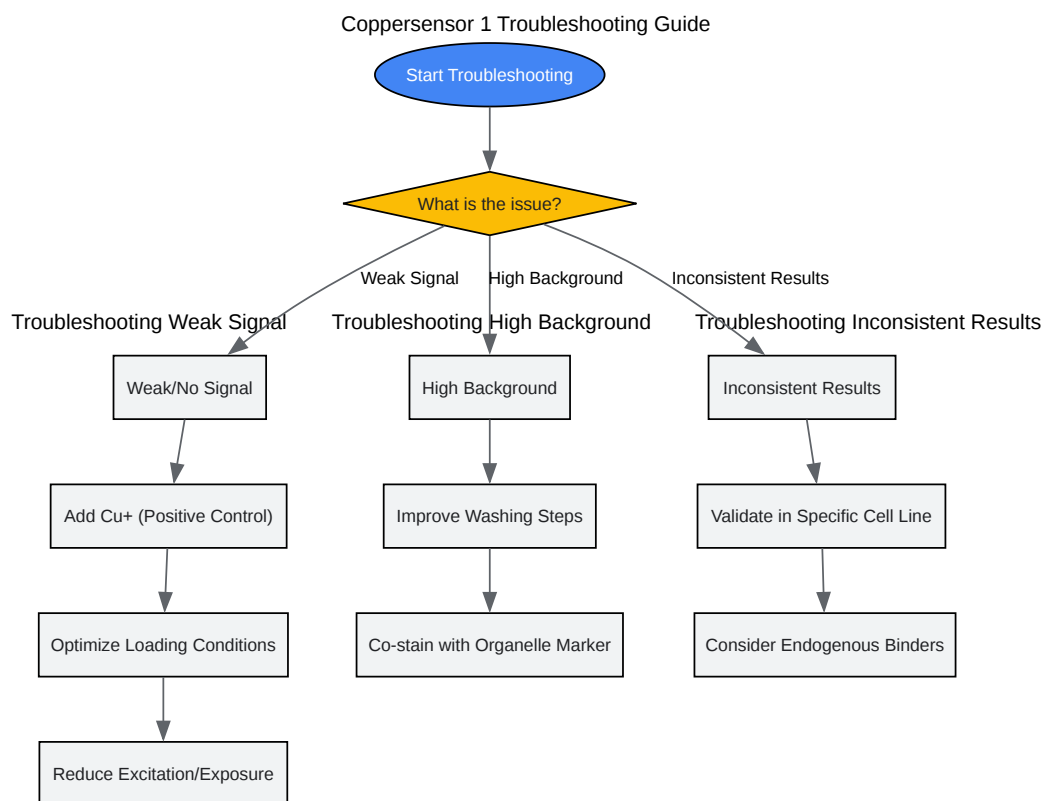 Coppersensor 1 Troubleshooting Guide
Start Troubleshooting
What is the issue?
Weak Signal
High Background
Inconsistent Results
Troubleshooting Weak Signal
Troubleshooting High Background
Troubleshooting Inconsistent Results
Weak/No Signal
High Background
Inconsistent Results
Add Cu+ (Positive Control)
Improve Washing Steps
Validate in Specific Cell Line
Optimize Loading Conditions
Co-stain with Organelle Marker
Consider Endogenous Binders
Reduce Excitation/Exposure